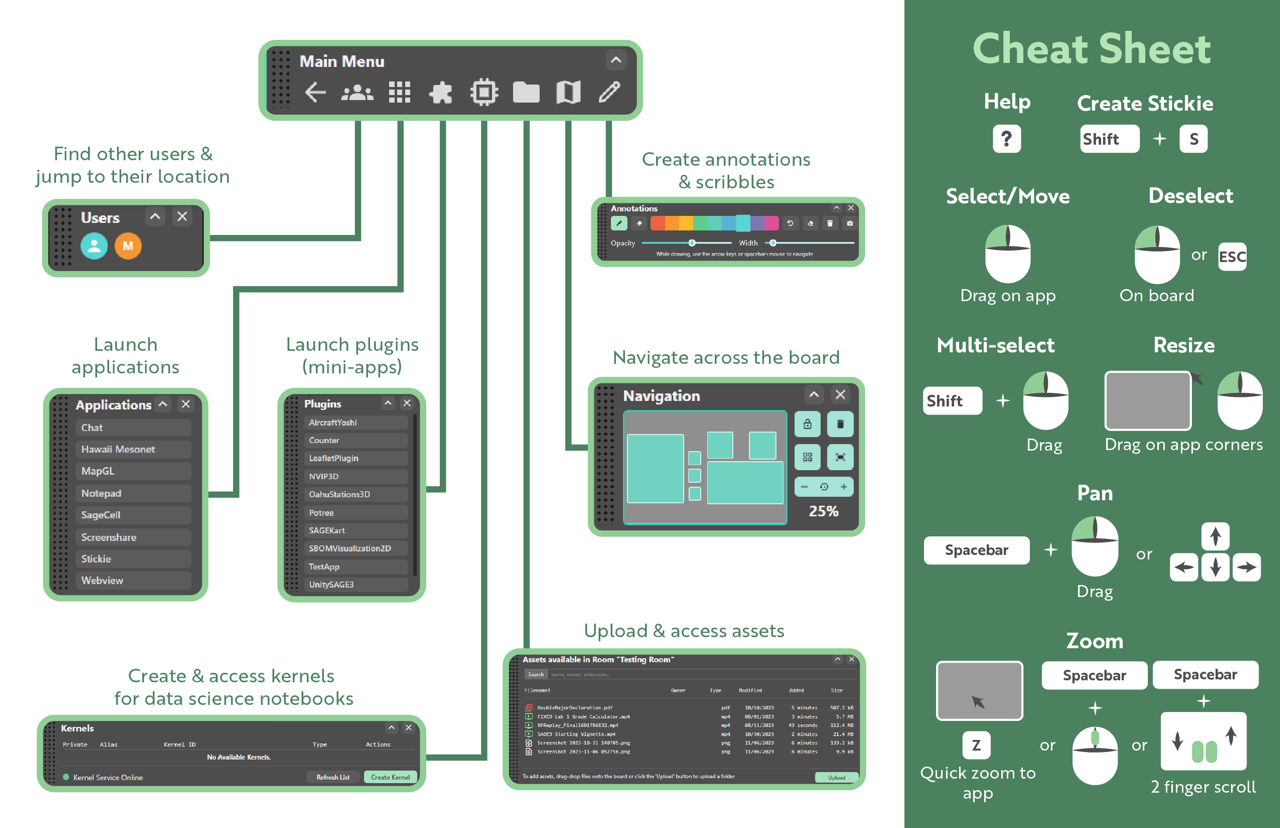 Main Menu
Find other users &
jump to their location
Users
M
Create annotations
& scribbles
Annotations
Opacity
Width
While drawing, use the arrow keys or spacebar+mouse to navigate
Launch
applications
Applications
Chat
Hawaii Mesonet
MapGL
Notepad
SageCell
Screenshare
Stickie
Webview
Launch plugins
(mini-apps)
Plugins
AircraftYoshi
Counter
LeafletPlugin
NVIP3D
OahuStations3D
Potree
SAGEKart
SBOMVisualization2D
TestApp
UnitySAGE3
Navigate across the board
Navigation
25%
Create & access kernels
for data science notebooks
Kernels
Private Alias Kernel ID Type Actions
No Available Kernels.
Kernel Service Online
Refresh List
Create Kernel
Upload & access assets
Assets available in Room "Testing Room"
Search name, owner, extension...
Filename Owner Type Modified Added Size
DoubleMajorDeclaration.pdf pdf 10/10/2023 5 minutes 507.3 kB
FIXED Lab 1 Grade Calculator.mp4 mp4 08/01/2023 3 minutes 5.7 MB
RPReplay_Final1691706832.mp4 mp4 08/11/2023 43 seconds 112.4 MB
SAGE3 Starting Vignette.mp4 mp4 10/30/2023 2 minutes 21.4 MB
Screenshot 2023-10-31 140705.png png 11/06/2023 6 minutes 133.1 kB
Screenshot 2023-11-06 052756.png png 11/06/2023 6 minutes 9.9 kB
To add assets, drag-drop files onto the board or click the 'Upload' button to upload a folder
Upload
Cheat Sheet
Help
?
Create Stickie
Shift + S
Select/Move
Drag on app
Deselect
or ESC
On board
Multi-select
Shift +
Drag
Resize
Drag on app corners
Pan
Spacebar +
Drag
or
Zoom
Z
Quick zoom to
app
or
Spacebar
+
or
Spacebar
+
2 finger scroll